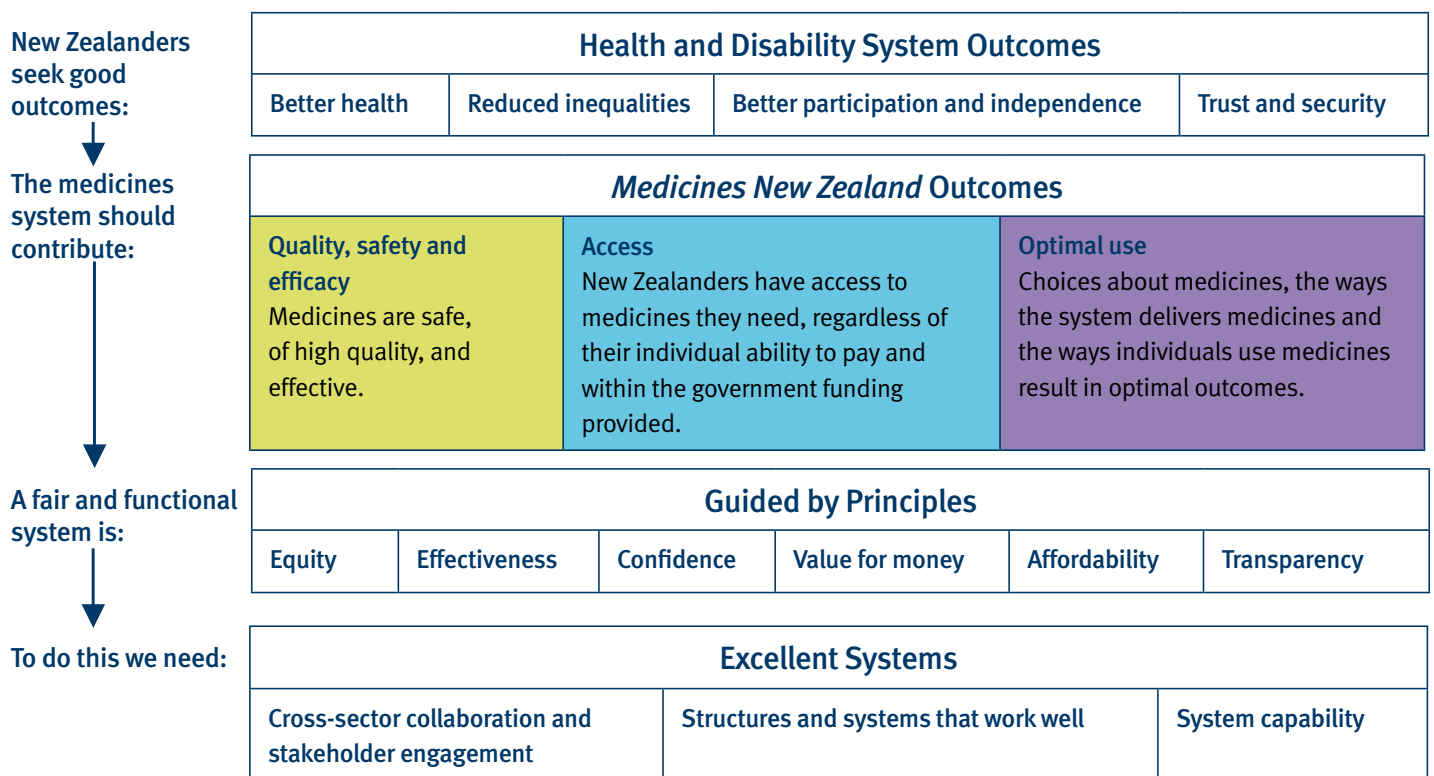 New Zealanders
seek good
outcomes:
Health and Disability System Outcomes
Better health
Reduced inequalities
Better participation and independence
Trust and security
The medicines
system should
contribute:
Medicines New Zealand Outcomes
Quality, safety and
efficacy
Medicines are safe,
of high quality, and
effective.
Access
New Zealanders have access to
medicines they need, regardless of
their individual ability to pay and
within the government funding
provided.
Optimal use
Choices about medicines, the ways
the system delivers medicines and
the ways individuals use medicines
result in optimal outcomes.
A fair and functional
system is:
Guided by Principles
Equity
Effectiveness
Confidence
Value for money
Affordability
Transparency
To do this we need:
Excellent Systems
Cross-sector collaboration and
stakeholder engagement
Structures and systems that work well
System capability